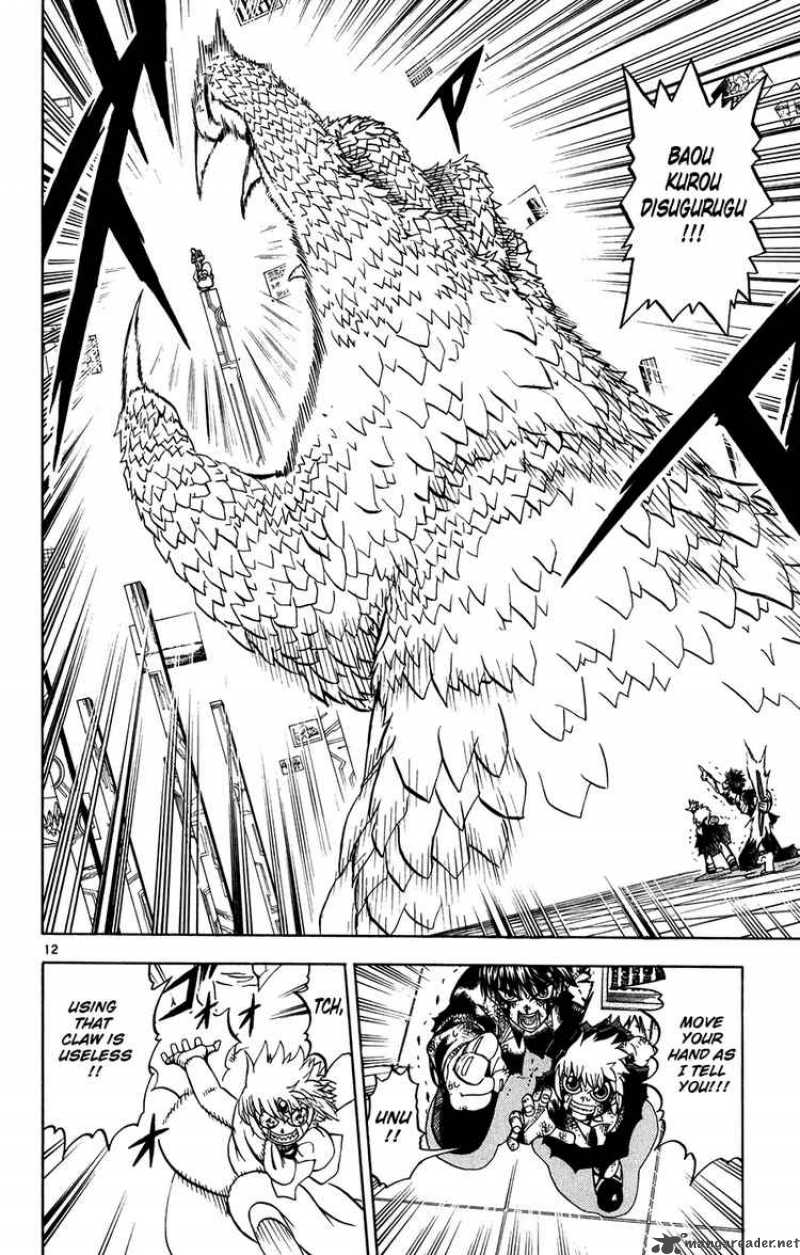 BAOU
KUROU
DISUGURUGU
!!!
12
MOVE
YOUR
HAND AS
I TELL
YOU!!!
UNU
!!
TCH,
USING
THAT
CLAW IS
USELESS
!!
mangareader.net